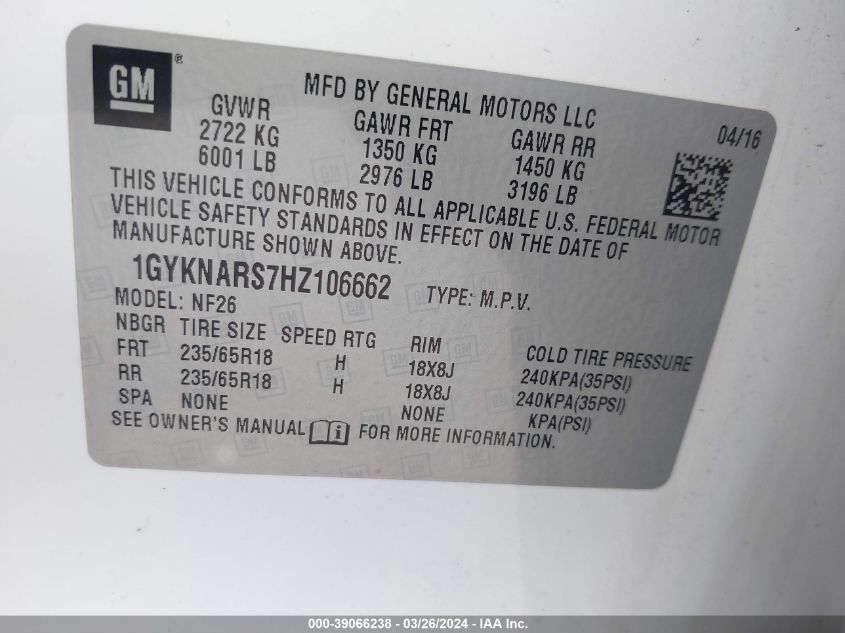 GM®
MFD BY GENERAL MOTORS LLC
04/16
GVWR GAWR FRT GAWR RR
2722 KG 1350 KG 1450 KG
6001 LB 2976 LB 3196 LB
THIS VEHICLE CONFORMS TO ALL APPLICABLE U.S. FEDERAL MOTOR
VEHICLE SAFETY STANDARDS IN EFFECT ON THE DATE OF
MANUFACTURE SHOWN ABOVE.
1GYKNARS7HZ106662 TYPE: M.P.V.
MODEL: NF26
NBGR TIRE SIZE SPEED RTG RIM COLD TIRE PRESSURE
FRT 235/65R18 H 18X8J 240KPA(35PSI)
RR 235/65R18 H 18X8J 240KPA(35PSI)
SPA NONE NONE KPA(PSI)
SEE OWNER'S MANUAL i FOR MORE INFORMATION.
000-39066238 - 03/26/2024 - IAA Inc.